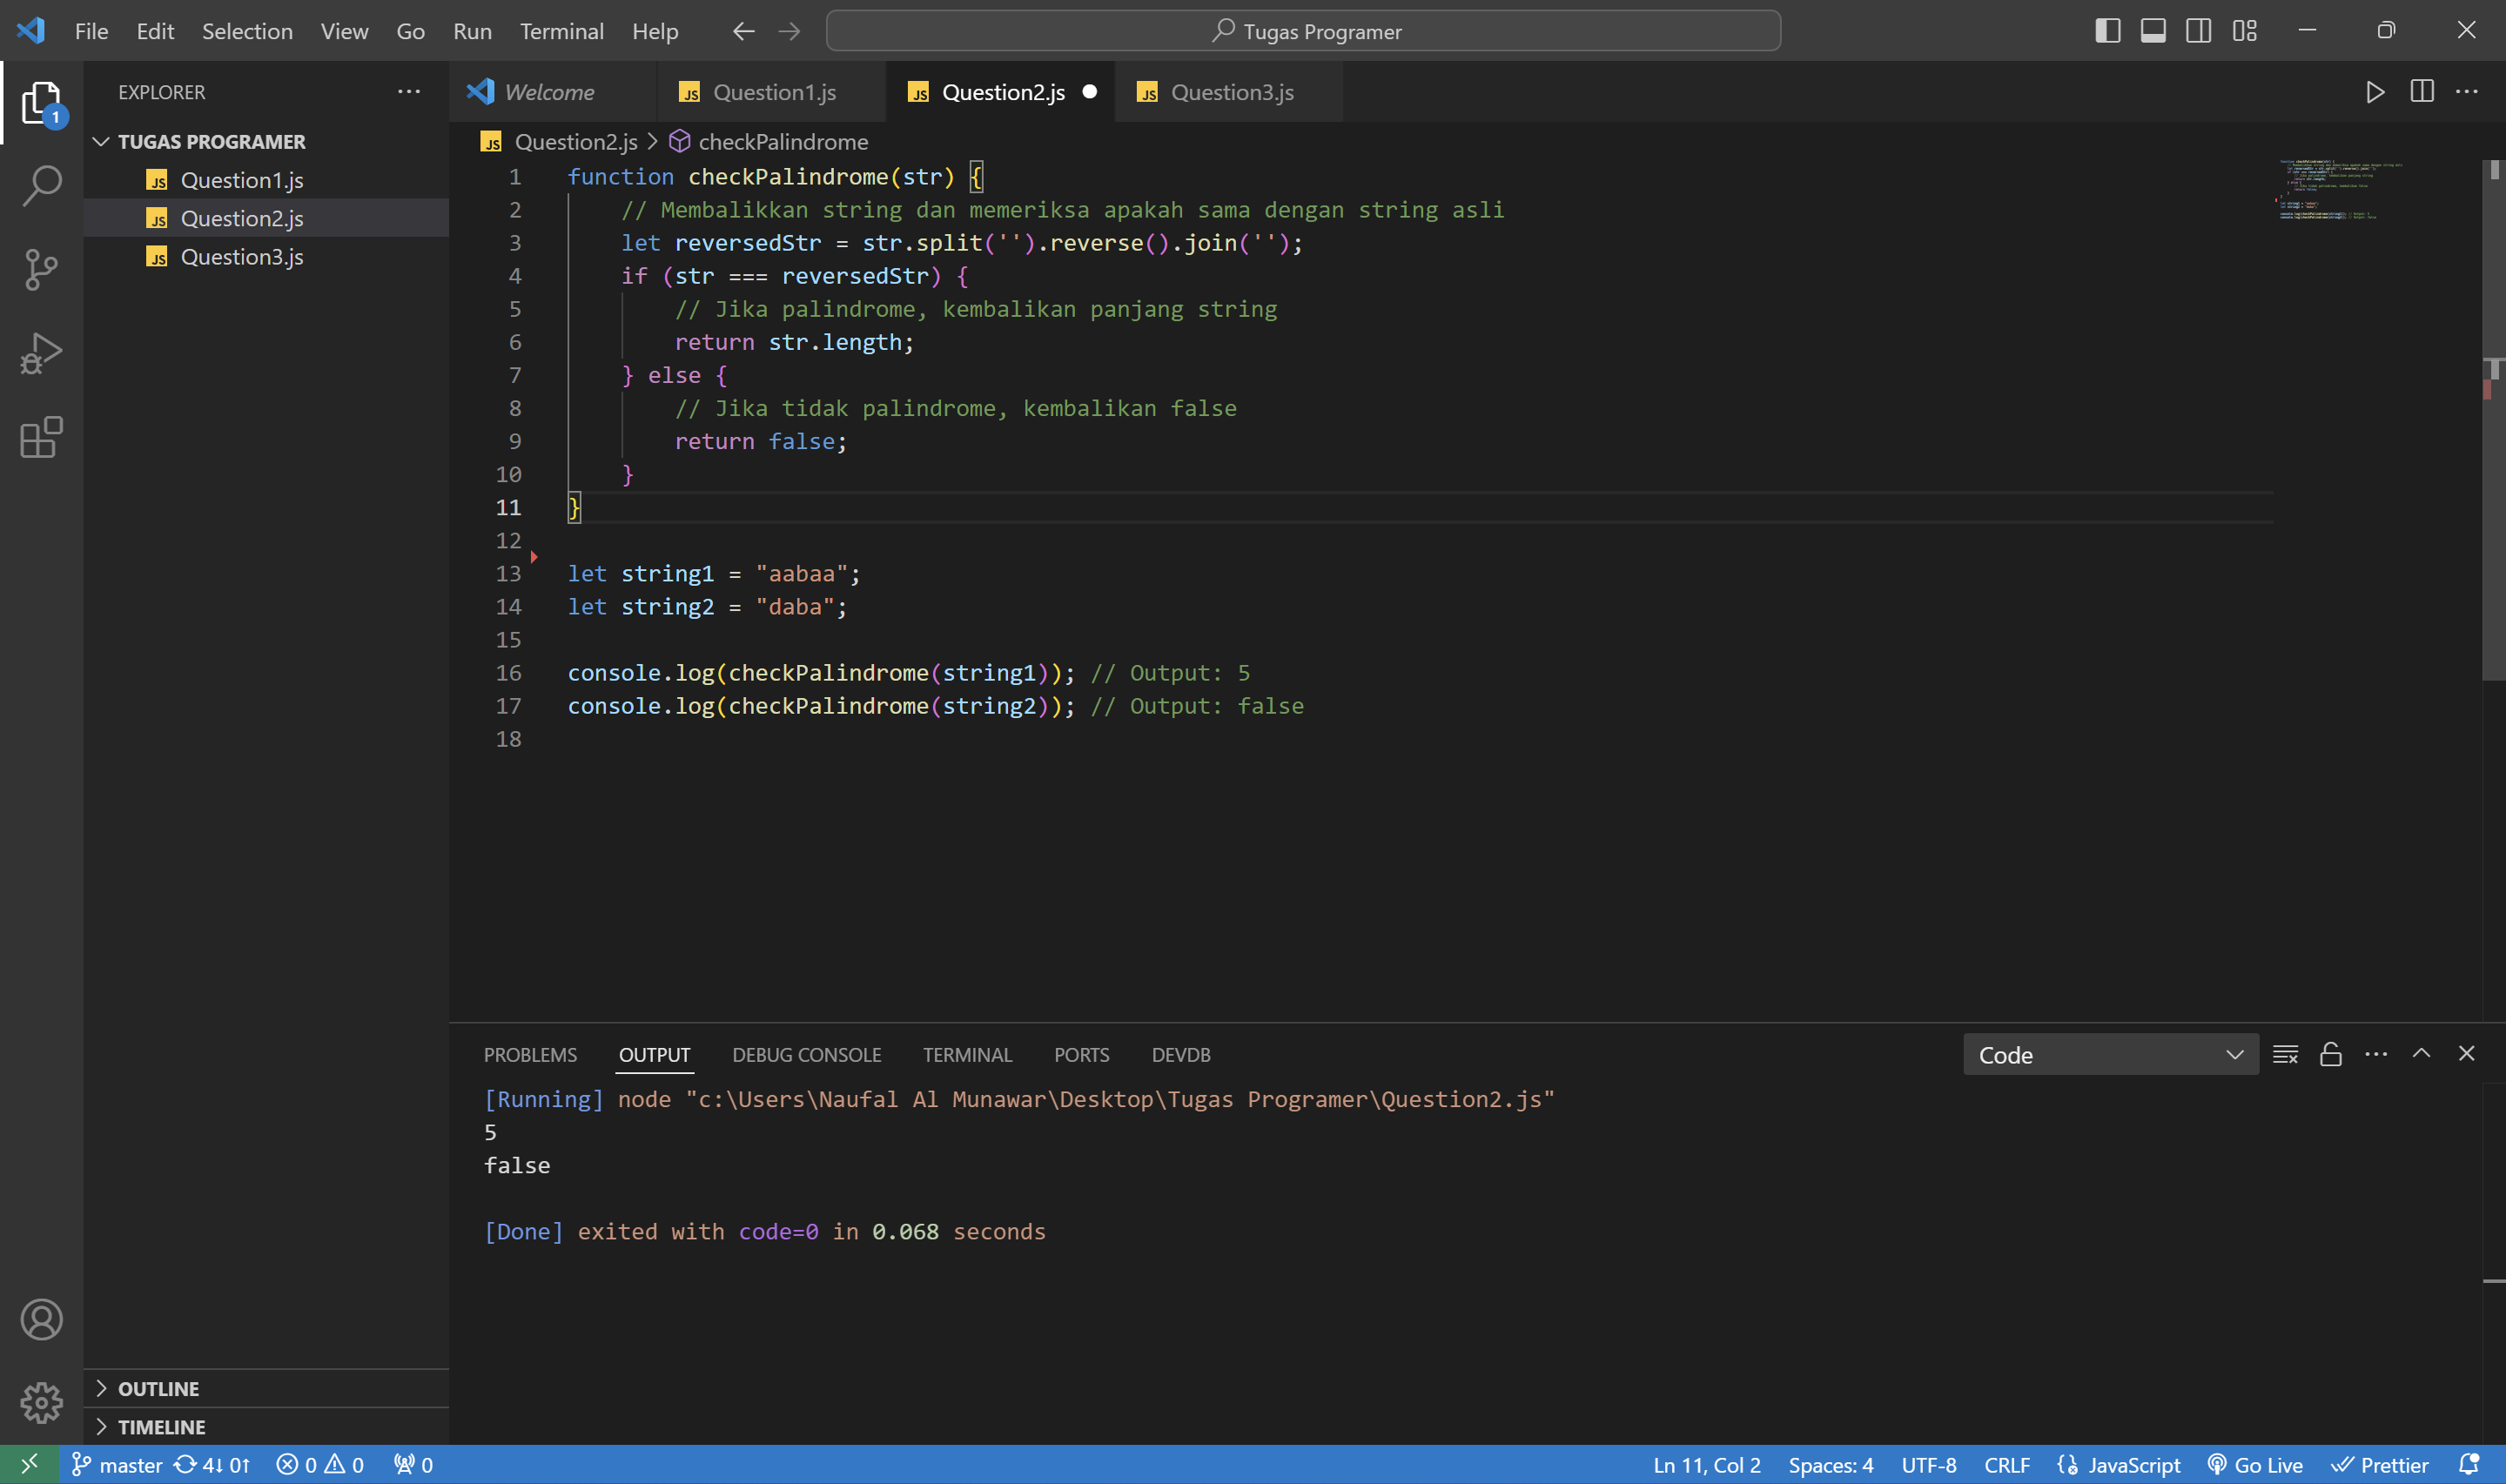 File Edit Selection View Go Run Terminal Help
Tugas Programer
EXPLORER
1
TUGAS PROGRAMER
JS Question1.js
JS Question2.js
JS Question3.js
Welcome
JS Question1.js
JS Question2.js
JS Question3.js
JS Question2.js > checkPalindrome
1 function checkPalindrome(str) {
2 // Membalikkan string dan memeriksa apakah sama dengan string asli
3 let reversedStr = str.split('').reverse().join('');
4 if (str === reversedStr) {
5 // Jika palindrome, kembalikan panjang string
6 return str.length;
7 } else {
8 // Jika tidak palindrome, kembalikan false
9 return false;
10 }
11 }
12
13 let string1 = "aabaa";
14 let string2 = "daba";
15
16 console.log(checkPalindrome(string1)); // Output: 5
17 console.log(checkPalindrome(string2)); // Output: false
18
PROBLEMS OUTPUT DEBUG CONSOLE TERMINAL PORTS DEVDB
Code
[Running] node "c:\Users\Naufal Al Munawar\Desktop\Tugas Programer\Question2.js"
5
false
[Done] exited with code=0 in 0.068 seconds
OUTLINE
TIMELINE
master 4↓ 0↑ 0 0 0
Ln 11, Col 2 Spaces: 4 UTF-8 CRLF JavaScript Go Live Prettier